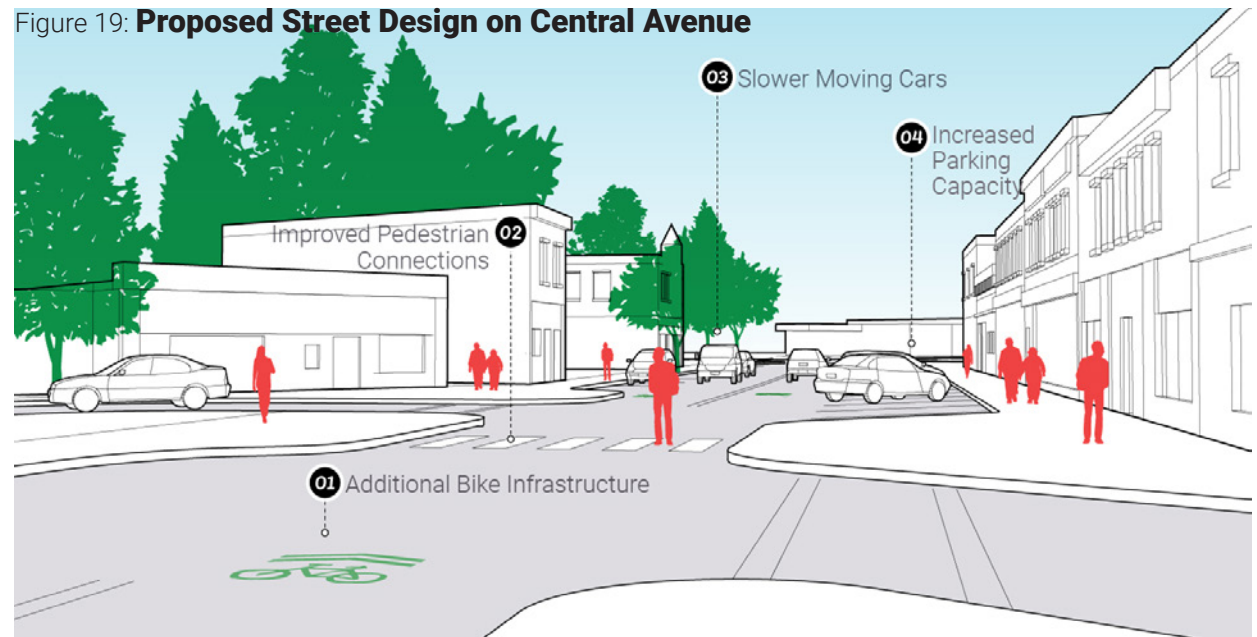 Figure 19: Proposed Street Design on Central Avenue
03 Slower Moving Cars
04 Increased
Parking
Capacity
Improved Pedestrian 02
Connections
01 Additional Bike Infrastructure